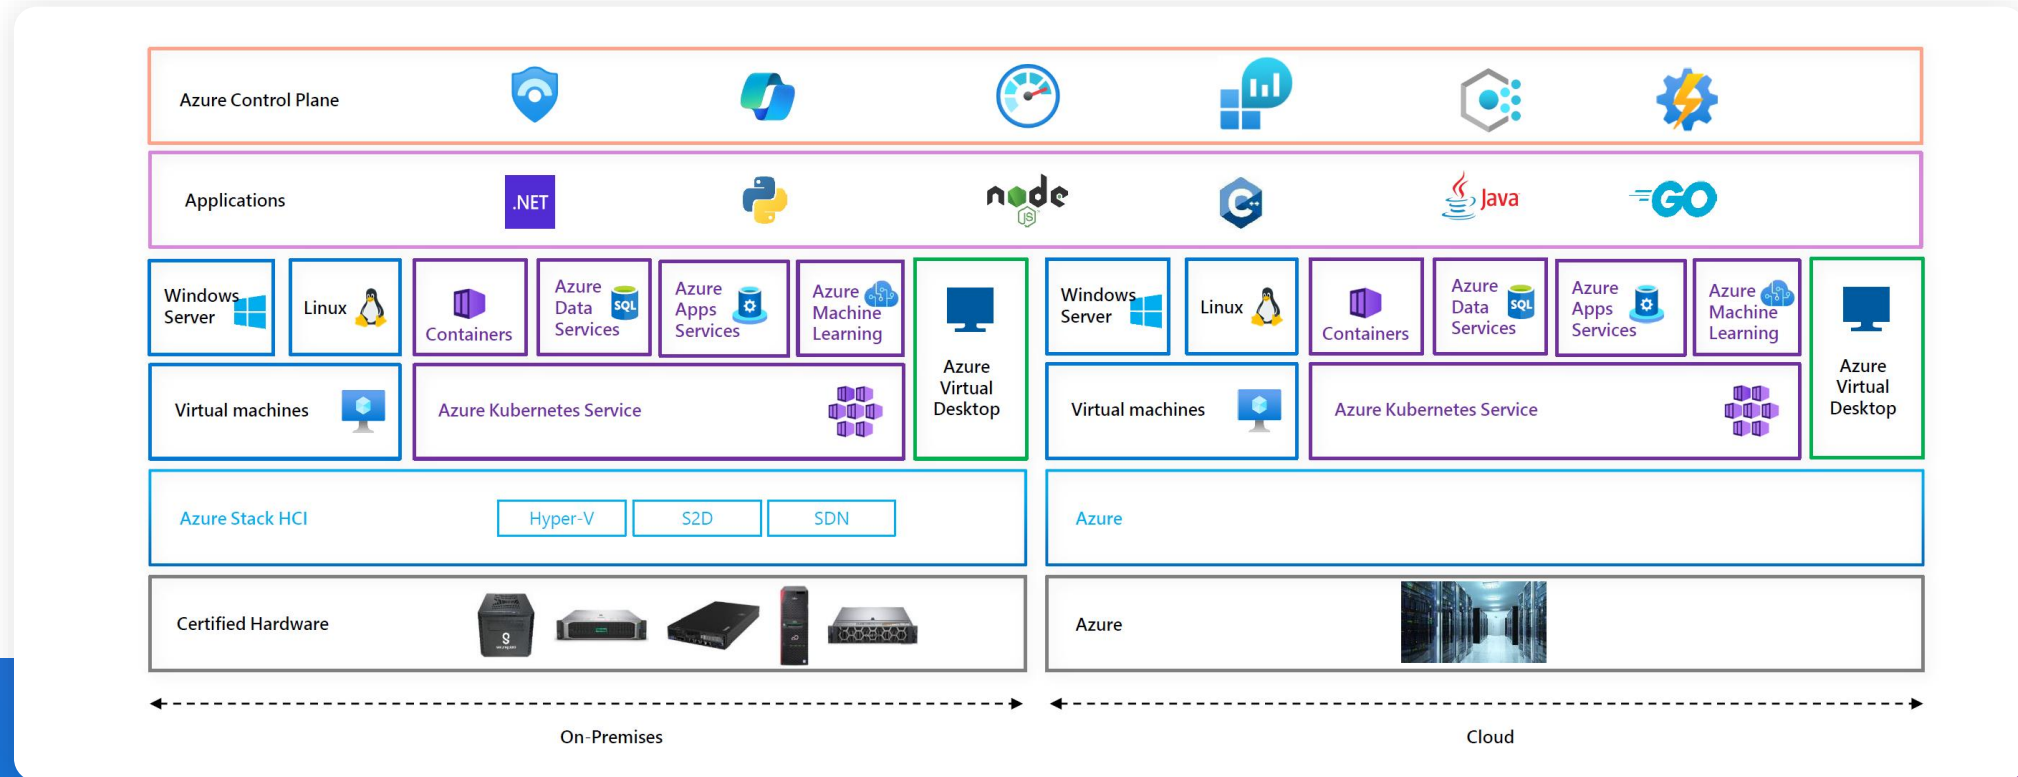 Azure Control Plane
Applications
.NET
node
JS
C++
Java
GO
Windows
Server
Linux
Containers
Azure
Data
Services
SQL
Azure
Apps
Services
Azure
Machine
Learning
Azure
Virtual
Desktop
Virtual machines
Azure Kubernetes Service
Windows
Server
Linux
Containers
Azure
Data
Services
SQL
Azure
Apps
Services
Azure
Machine
Learning
Azure
Virtual
Desktop
Virtual machines
Azure Kubernetes Service
Azure Stack HCI
Hyper-V
S2D
SDN
Azure
Certified Hardware
Azure
On-Premises
Cloud